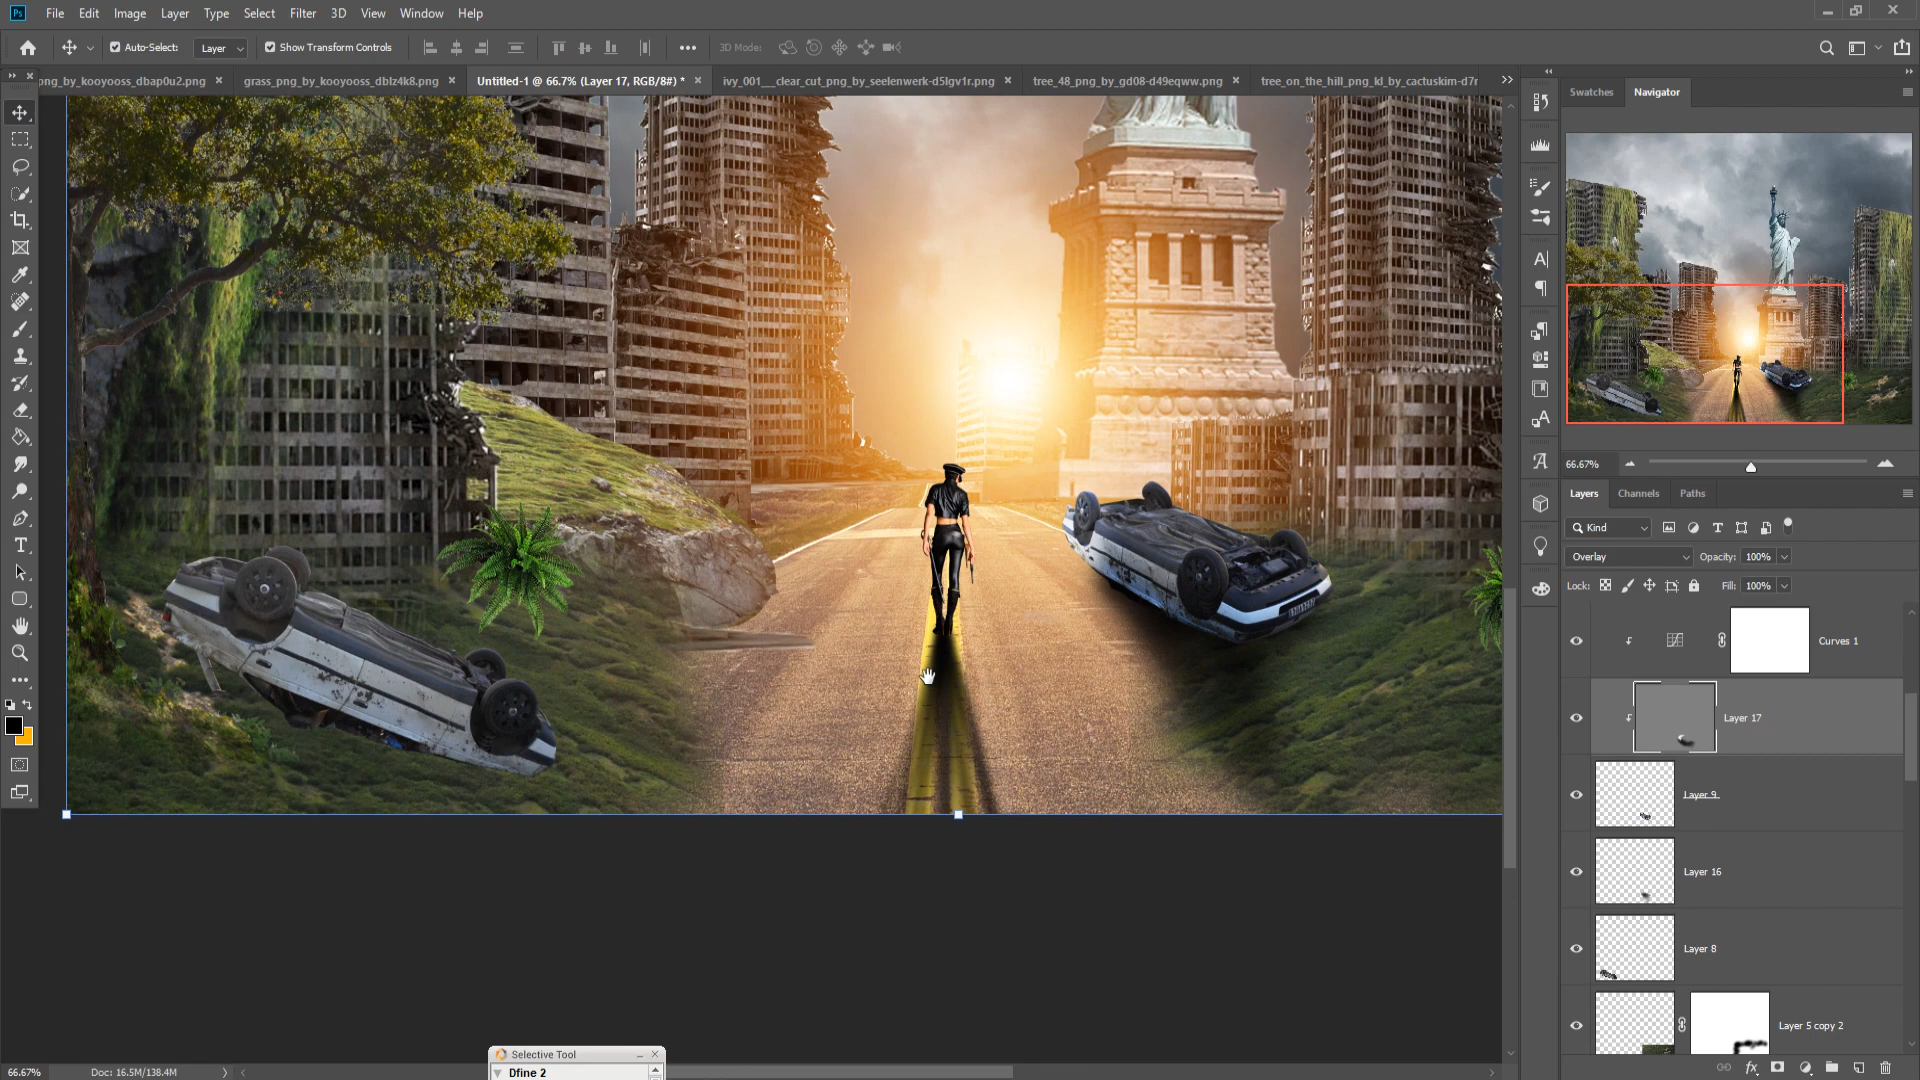 Ps File Edit Image Layer Type Select Filter 3D View Window Help
Auto-Select: Layer Show Transform Controls 3D Mode:
png_by_kooyooss_dbap0u2.png grass_png_by_kooyooss_dblz4k8.png Untitled-1 @ 66.7% (Layer 17, RGB/8#) * ivy_001__clear_cut_png_by_seelenwerk-d5lgv1r.png tree_48_png_by_gd08-d49eqww.png tree_on_the_hill_png_kl_by_cactuskim-d7r
Swatches Navigator
66.67%
Layers Channels Paths
Kind
Overlay Opacity: 100%
Lock: Fill: 100%
Curves 1
Layer 17
Layer 9
Layer 16
Layer 8
Layer 5 copy 2
Selective Tool
Dfine 2
66.67% Doc: 16.5M/138.4M